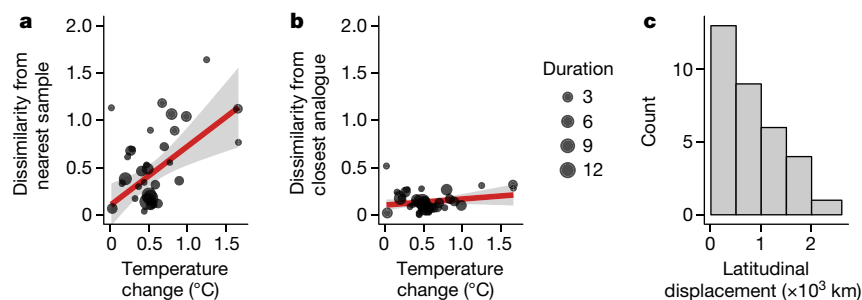 a
Dissimilarity from
nearest sample
2.0
1.5
1.0
0.5
0
0
0.5
1.0
1.5
Temperature
change (°C)
b
Dissimilarity from
closest analogue
2.0
1.5
1.0
0.5
0
0
0.5
1.0
1.5
Temperature
change (°C)
Duration
3
6
9
12
c
Count
10
5
0
0
1
2
Latitudinal
displacement (×10³ km)